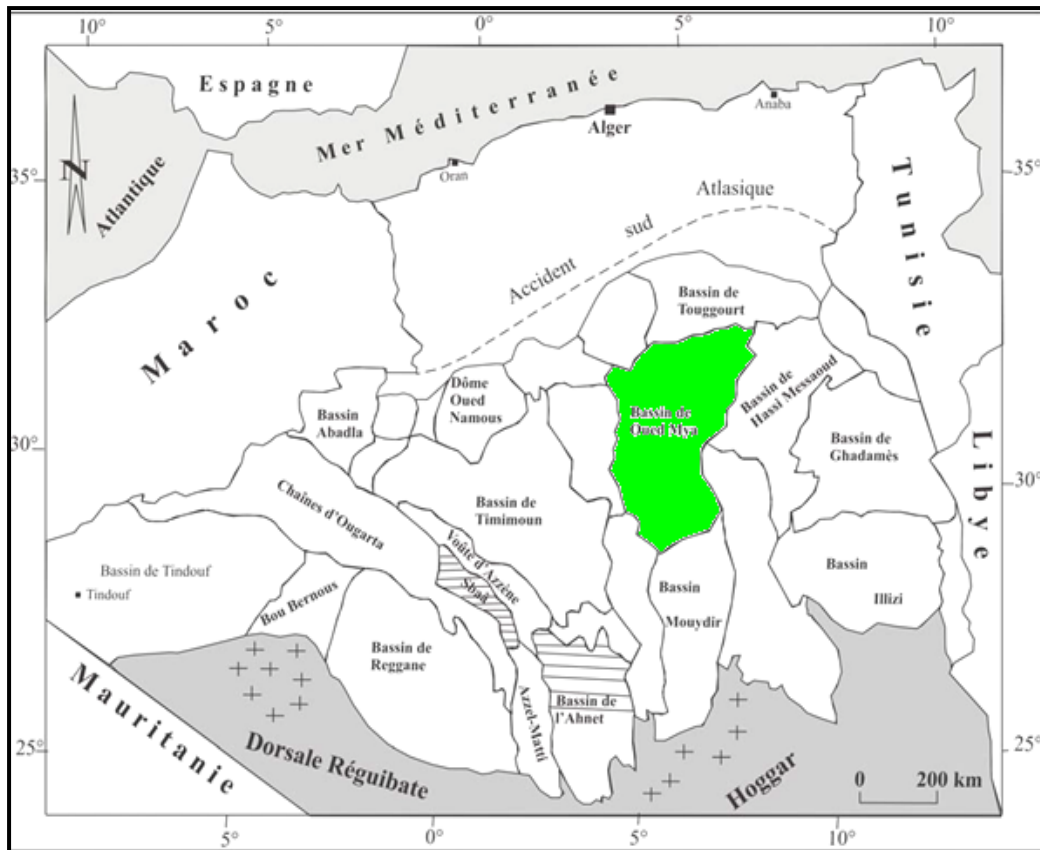 10°
5°
0°
5°
10°
Espagne
Mer Méditerranée
Anaba
Alger
Oran
N
Atlantique
35°
35°
Tunisie
Atlasique
sud
Accident
Maroc
Bassin de
Touggourt
Dôme
Oued
Namous
Bassin
Abadla
Bassin de
Oued Mya
Bassin de
Hassi Messaoud
Bassin de
Ghadamès
Libye
30°
30°
Chaînes d'Ougarta
Bassin de
Timimoun
Voûte d'Azzène
Sbaâ
Bassin de Tindouf
Tindouf
Bou Bernous
Bassin de
Reggane
Bassin
Mouydir
Bassin
Illizi
Azzel-Matti
Bassin de
l'Ahnet
Mauritanie
Dorsale Réguibate
Hoggar
25°
25°
0 200 km
5°
0°
5°
10°